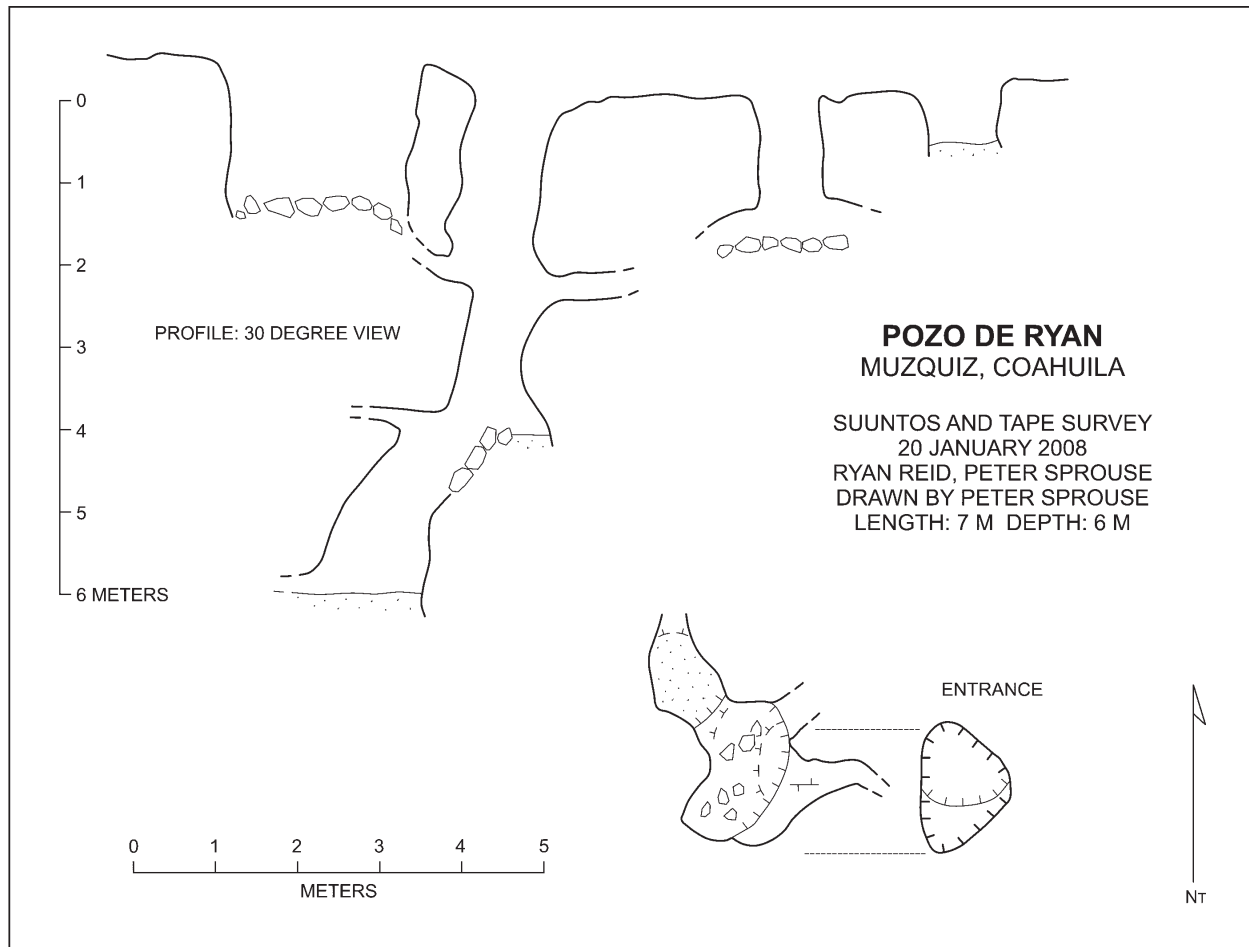 0
1
2
3
4
5
6 METERS
PROFILE: 30 DEGREE VIEW
POZO DE RYAN
MUZQUIZ, COAHUILA
SUUNTOS AND TAPE SURVEY
20 JANUARY 2008
RYAN REID, PETER SPROUSE
DRAWN BY PETER SPROUSE
LENGTH: 7 M DEPTH: 6 M
ENTRANCE
0 1 2 3 4 5
METERS
NT